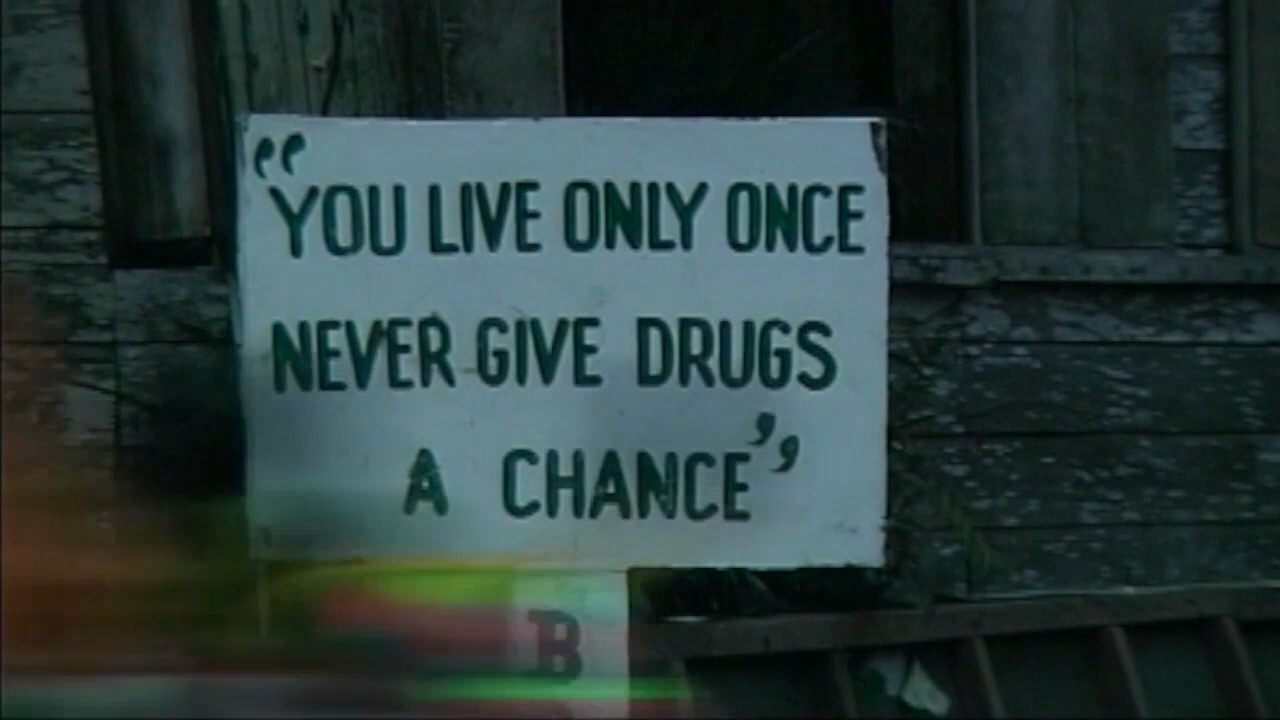 “YOU LIVE ONLY ONCE
NEVER GIVE DRUGS
A CHANCE”
B